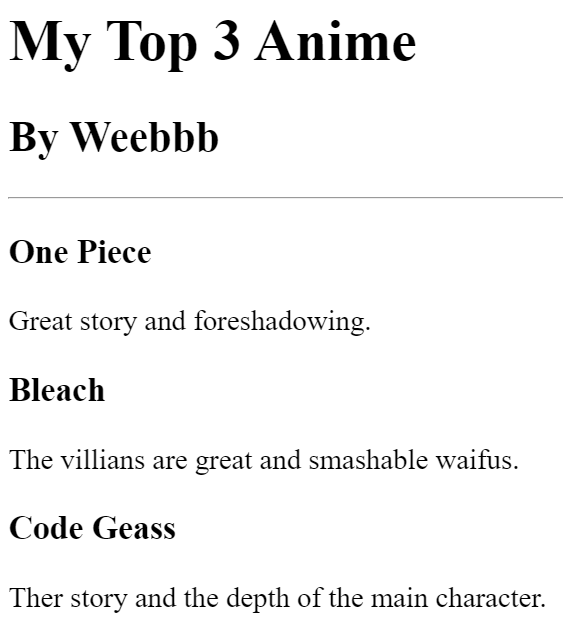 My Top 3 Anime
By Weebbb
One Piece
Great story and foreshadowing.
Bleach
The villians are great and smashable waifus.
Code Geass
Ther story and the depth of the main character.